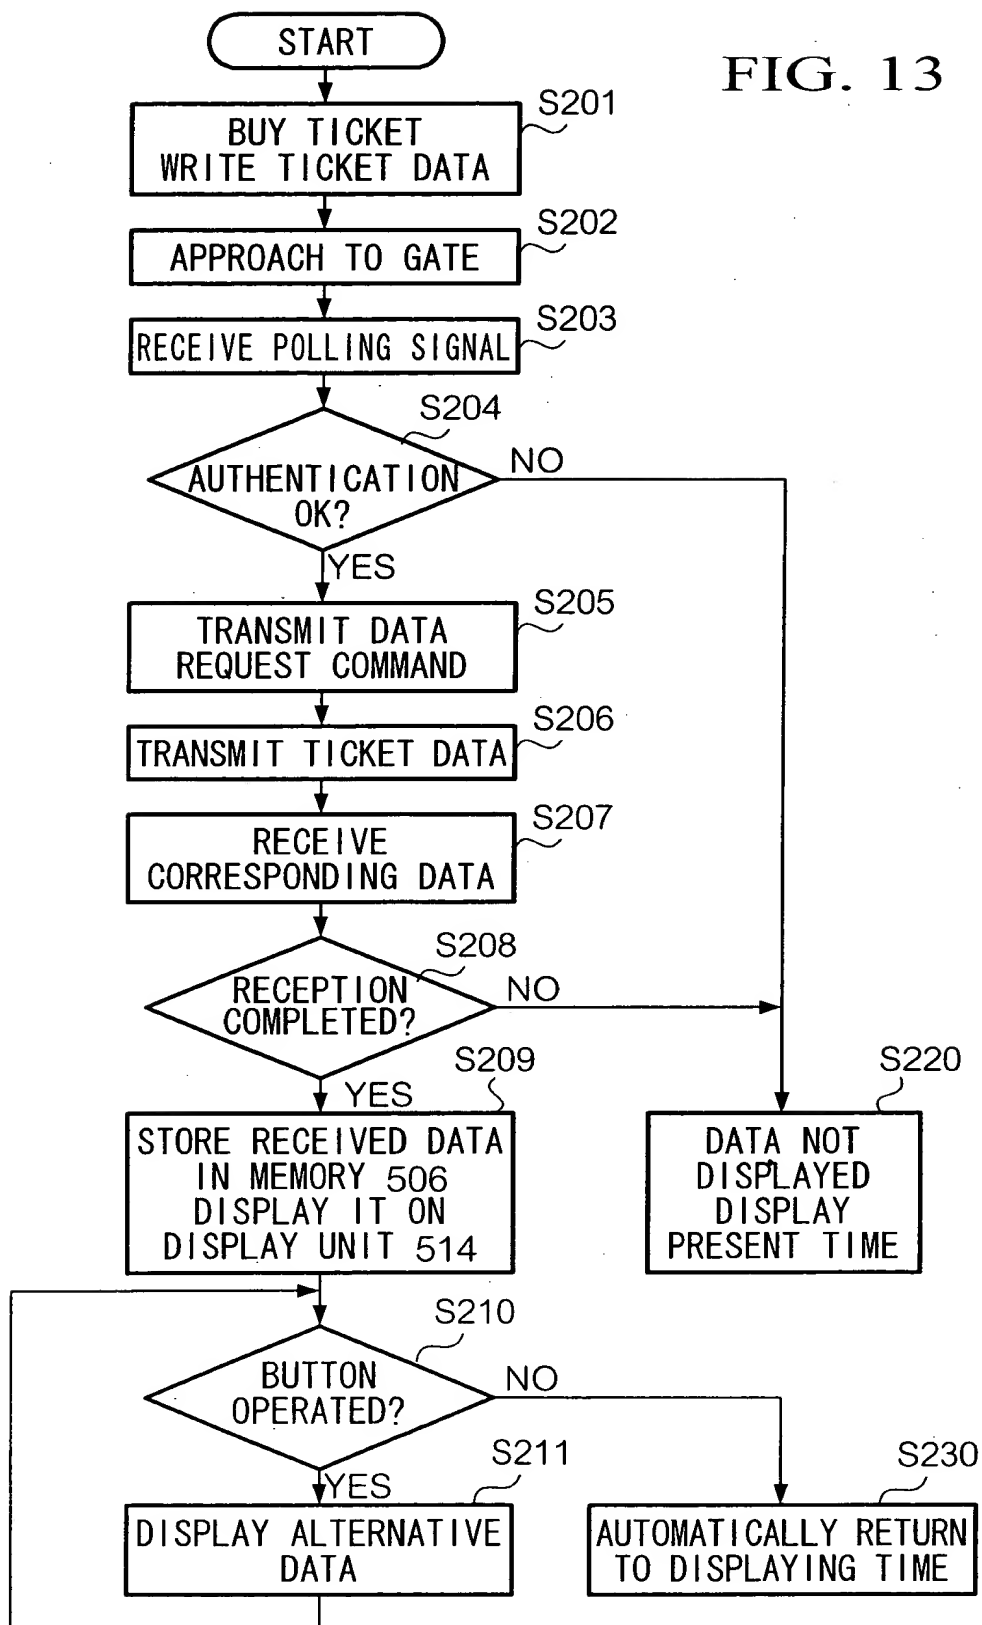 START
FIG. 13
S201
BUY TICKET
WRITE TICKET DATA
S202
APPROACH TO GATE
S203
RECEIVE POLLING SIGNAL
S204
AUTHENTICATION
OK?
NO
YES
S205
TRANSMIT DATA
REQUEST COMMAND
S206
TRANSMIT TICKET DATA
S207
RECEIVE
CORRESPONDING DATA
S208
RECEPTION
COMPLETED?
NO
YES
S209
STORE RECEIVED DATA
IN MEMORY 506
DISPLAY IT ON
DISPLAY UNIT 514
S220
DATA NOT
DISPLAYED
DISPLAY
PRESENT TIME
S210
BUTTON
OPERATED?
NO
YES
S211
DISPLAY ALTERNATIVE
DATA
S230
AUTOMATICALLY RETURN
TO DISPLAYING TIME